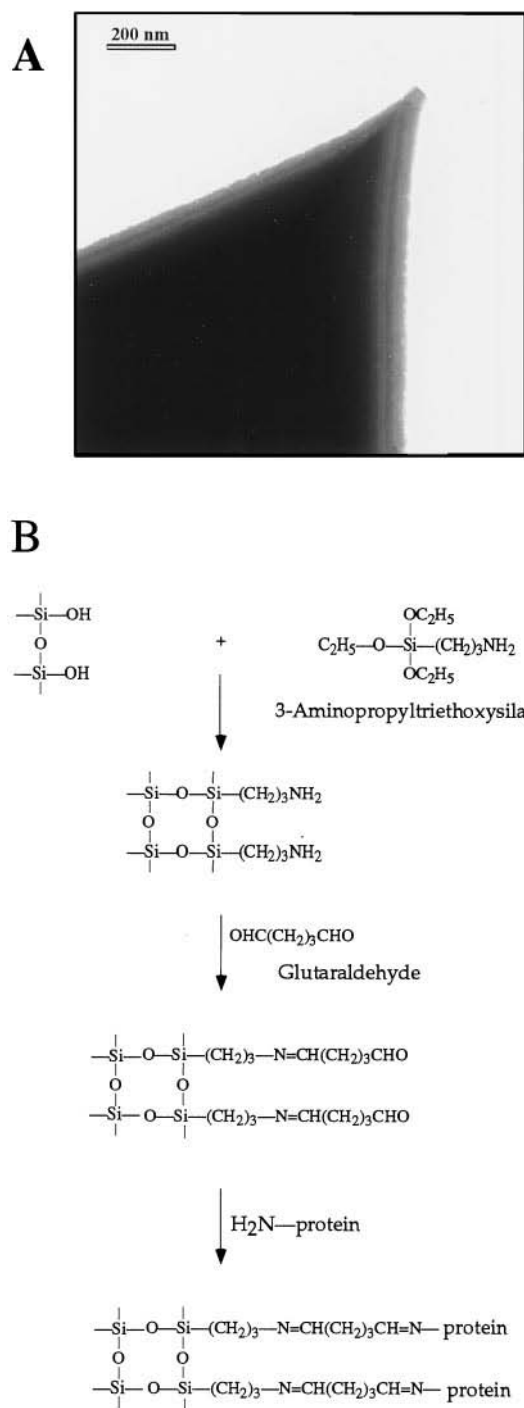 A
200 nm
B
—Si—OH
O
—Si—OH
+
OC₂H₅
C₂H₅—O—Si—(CH₂)₃NH₂
OC₂H₅
3-Aminopropyltriethoxysila
—Si—O—Si—(CH₂)₃NH₂
O O
—Si—O—Si—(CH₂)₃NH₂
OHC(CH₂)₃CHO
Glutaraldehyde
—Si—O—Si—(CH₂)₃—N=CH(CH₂)₃CHO
O O
—Si—O—Si—(CH₂)₃—N=CH(CH₂)₃CHO
H₂N—protein
—Si—O—Si—(CH₂)₃—N=CH(CH₂)₃CH=N— protein
O O
—Si—O—Si—(CH₂)₃—N=CH(CH₂)₃CH=N— protein